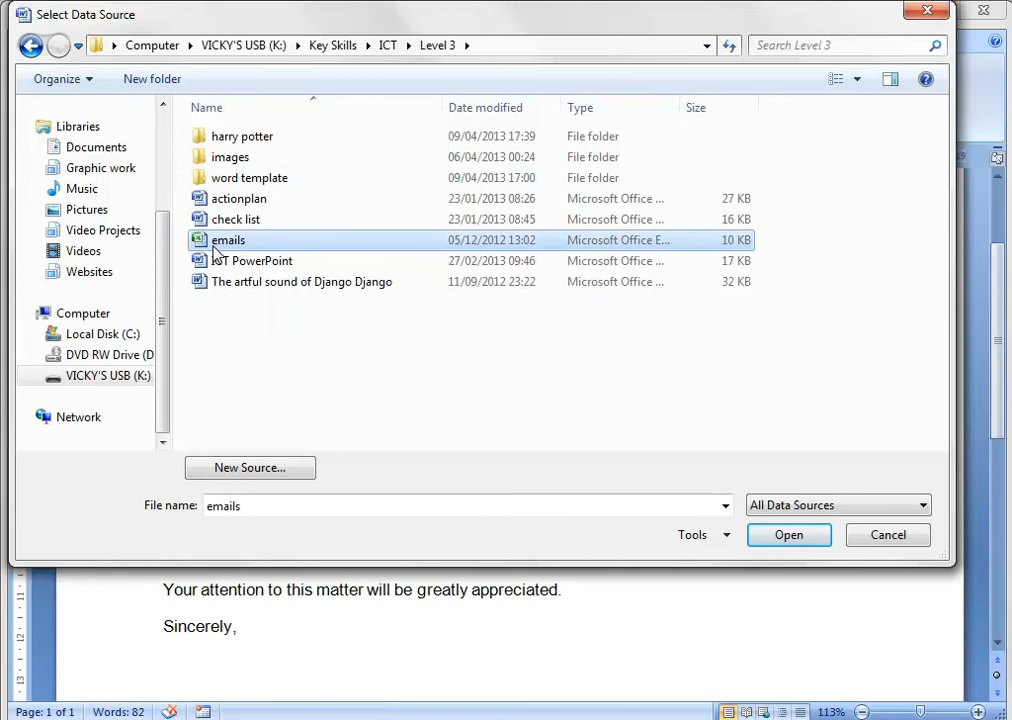 Select Data Source
Computer VICKY'S USB (K:) Key Skills ICT Level 3
Search Level 3
Organize New folder
Name Date modified Type Size
Libraries
Documents
Graphic work
Music
Pictures
Video Projects
Videos
Websites
Computer
Local Disk (C:)
DVD RW Drive (D
VICKY'S USB (K:)
Network
harry potter 09/04/2013 17:39 File folder
images 06/04/2013 00:24 File folder
word template 09/04/2013 17:00 File folder
actionplan 23/01/2013 08:26 Microsoft Office ... 27 KB
check list 23/01/2013 08:45 Microsoft Office ... 16 KB
emails 05/12/2012 13:02 Microsoft Office E... 10 KB
PowerPoint 27/02/2013 09:46 Microsoft Office ... 17 KB
The artful sound of Django Django 11/09/2012 23:22 Microsoft Office ... 32 KB
New Source...
File name: emails All Data Sources
Tools Open Cancel
Your attention to this matter will be greatly appreciated.
Sincerely,
Page: 1 of 1 Words: 82 113%